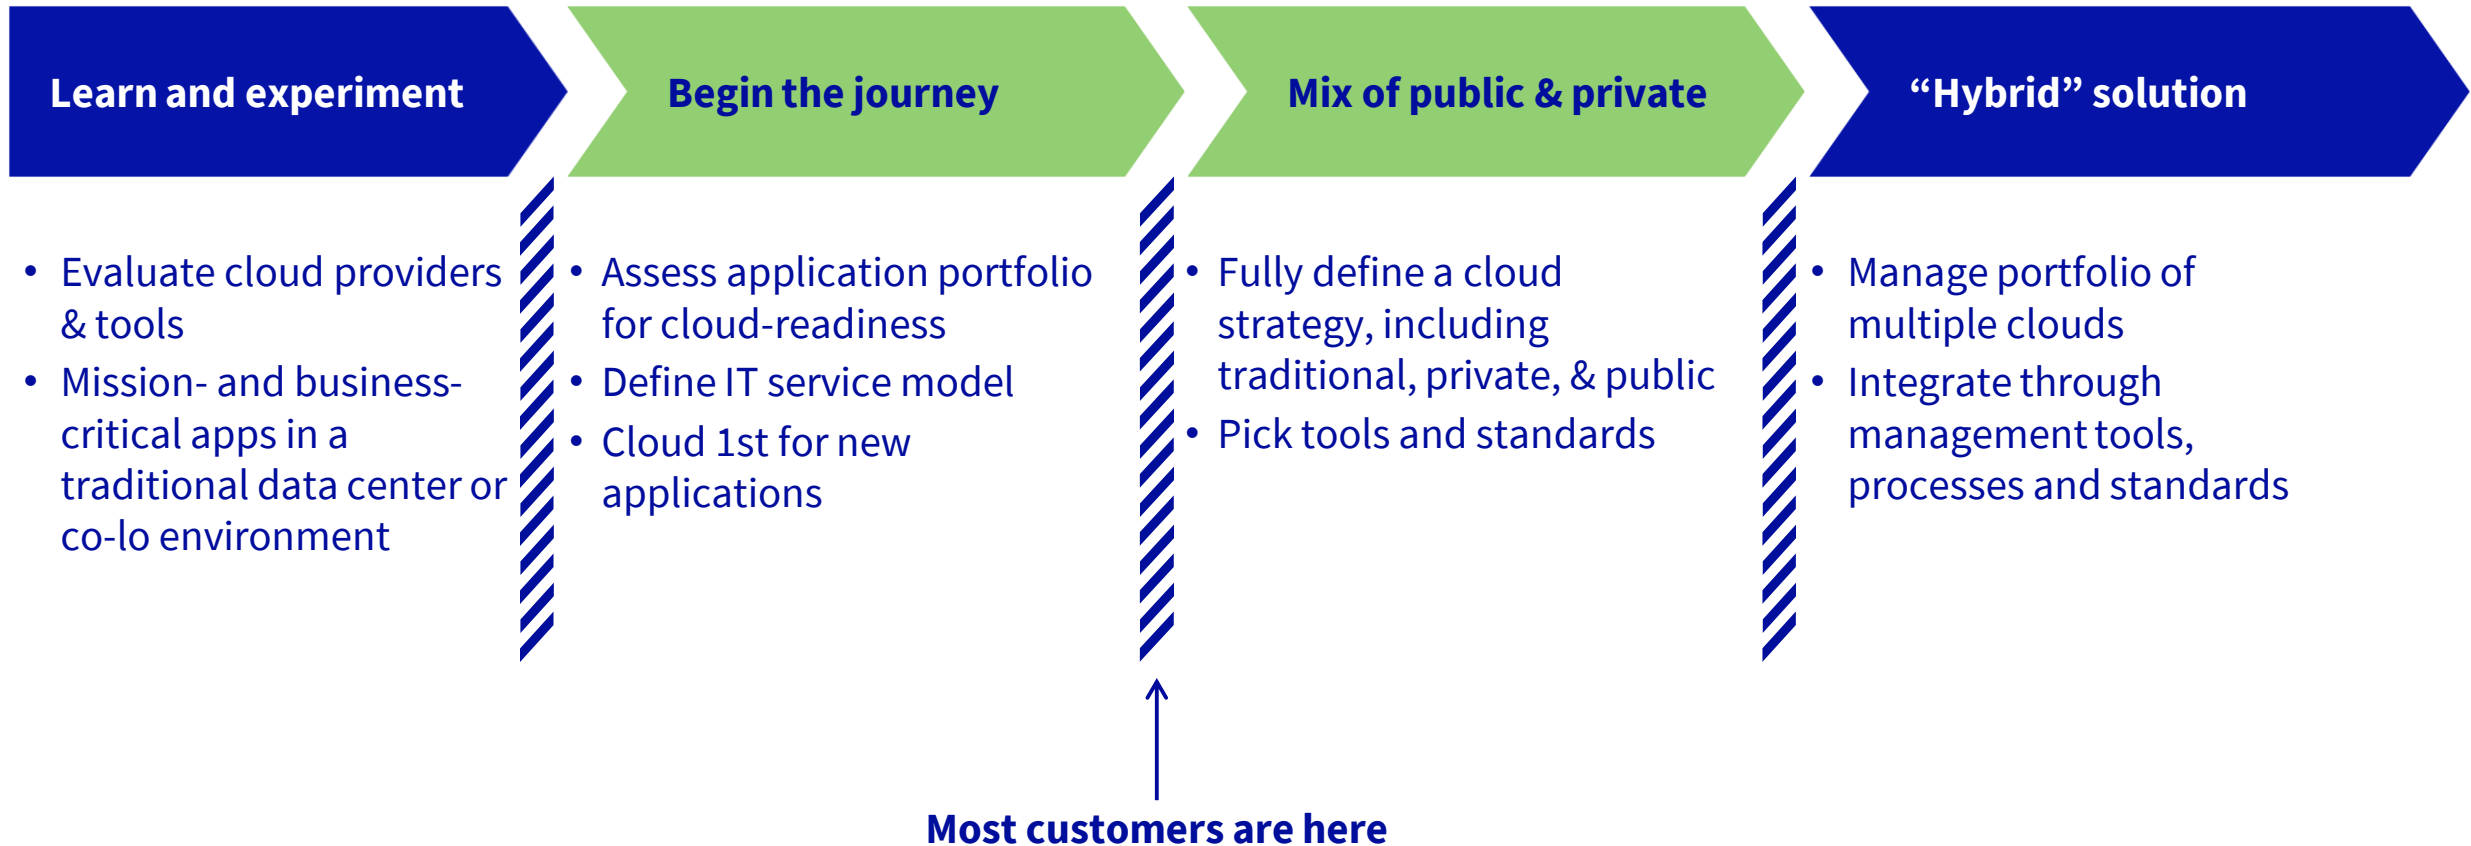 Learn and experiment
Begin the journey
Mix of public & private
“Hybrid” solution
• Evaluate cloud providers
& tools
• Mission- and business-
critical apps in a
traditional data center or
co-lo environment
• Assess application portfolio
for cloud-readiness
• Define IT service model
• Cloud 1st for new
applications
• Fully define a cloud
strategy, including
traditional, private, & public
• Pick tools and standards
• Manage portfolio of
multiple clouds
• Integrate through
management tools,
processes and standards
Most customers are here